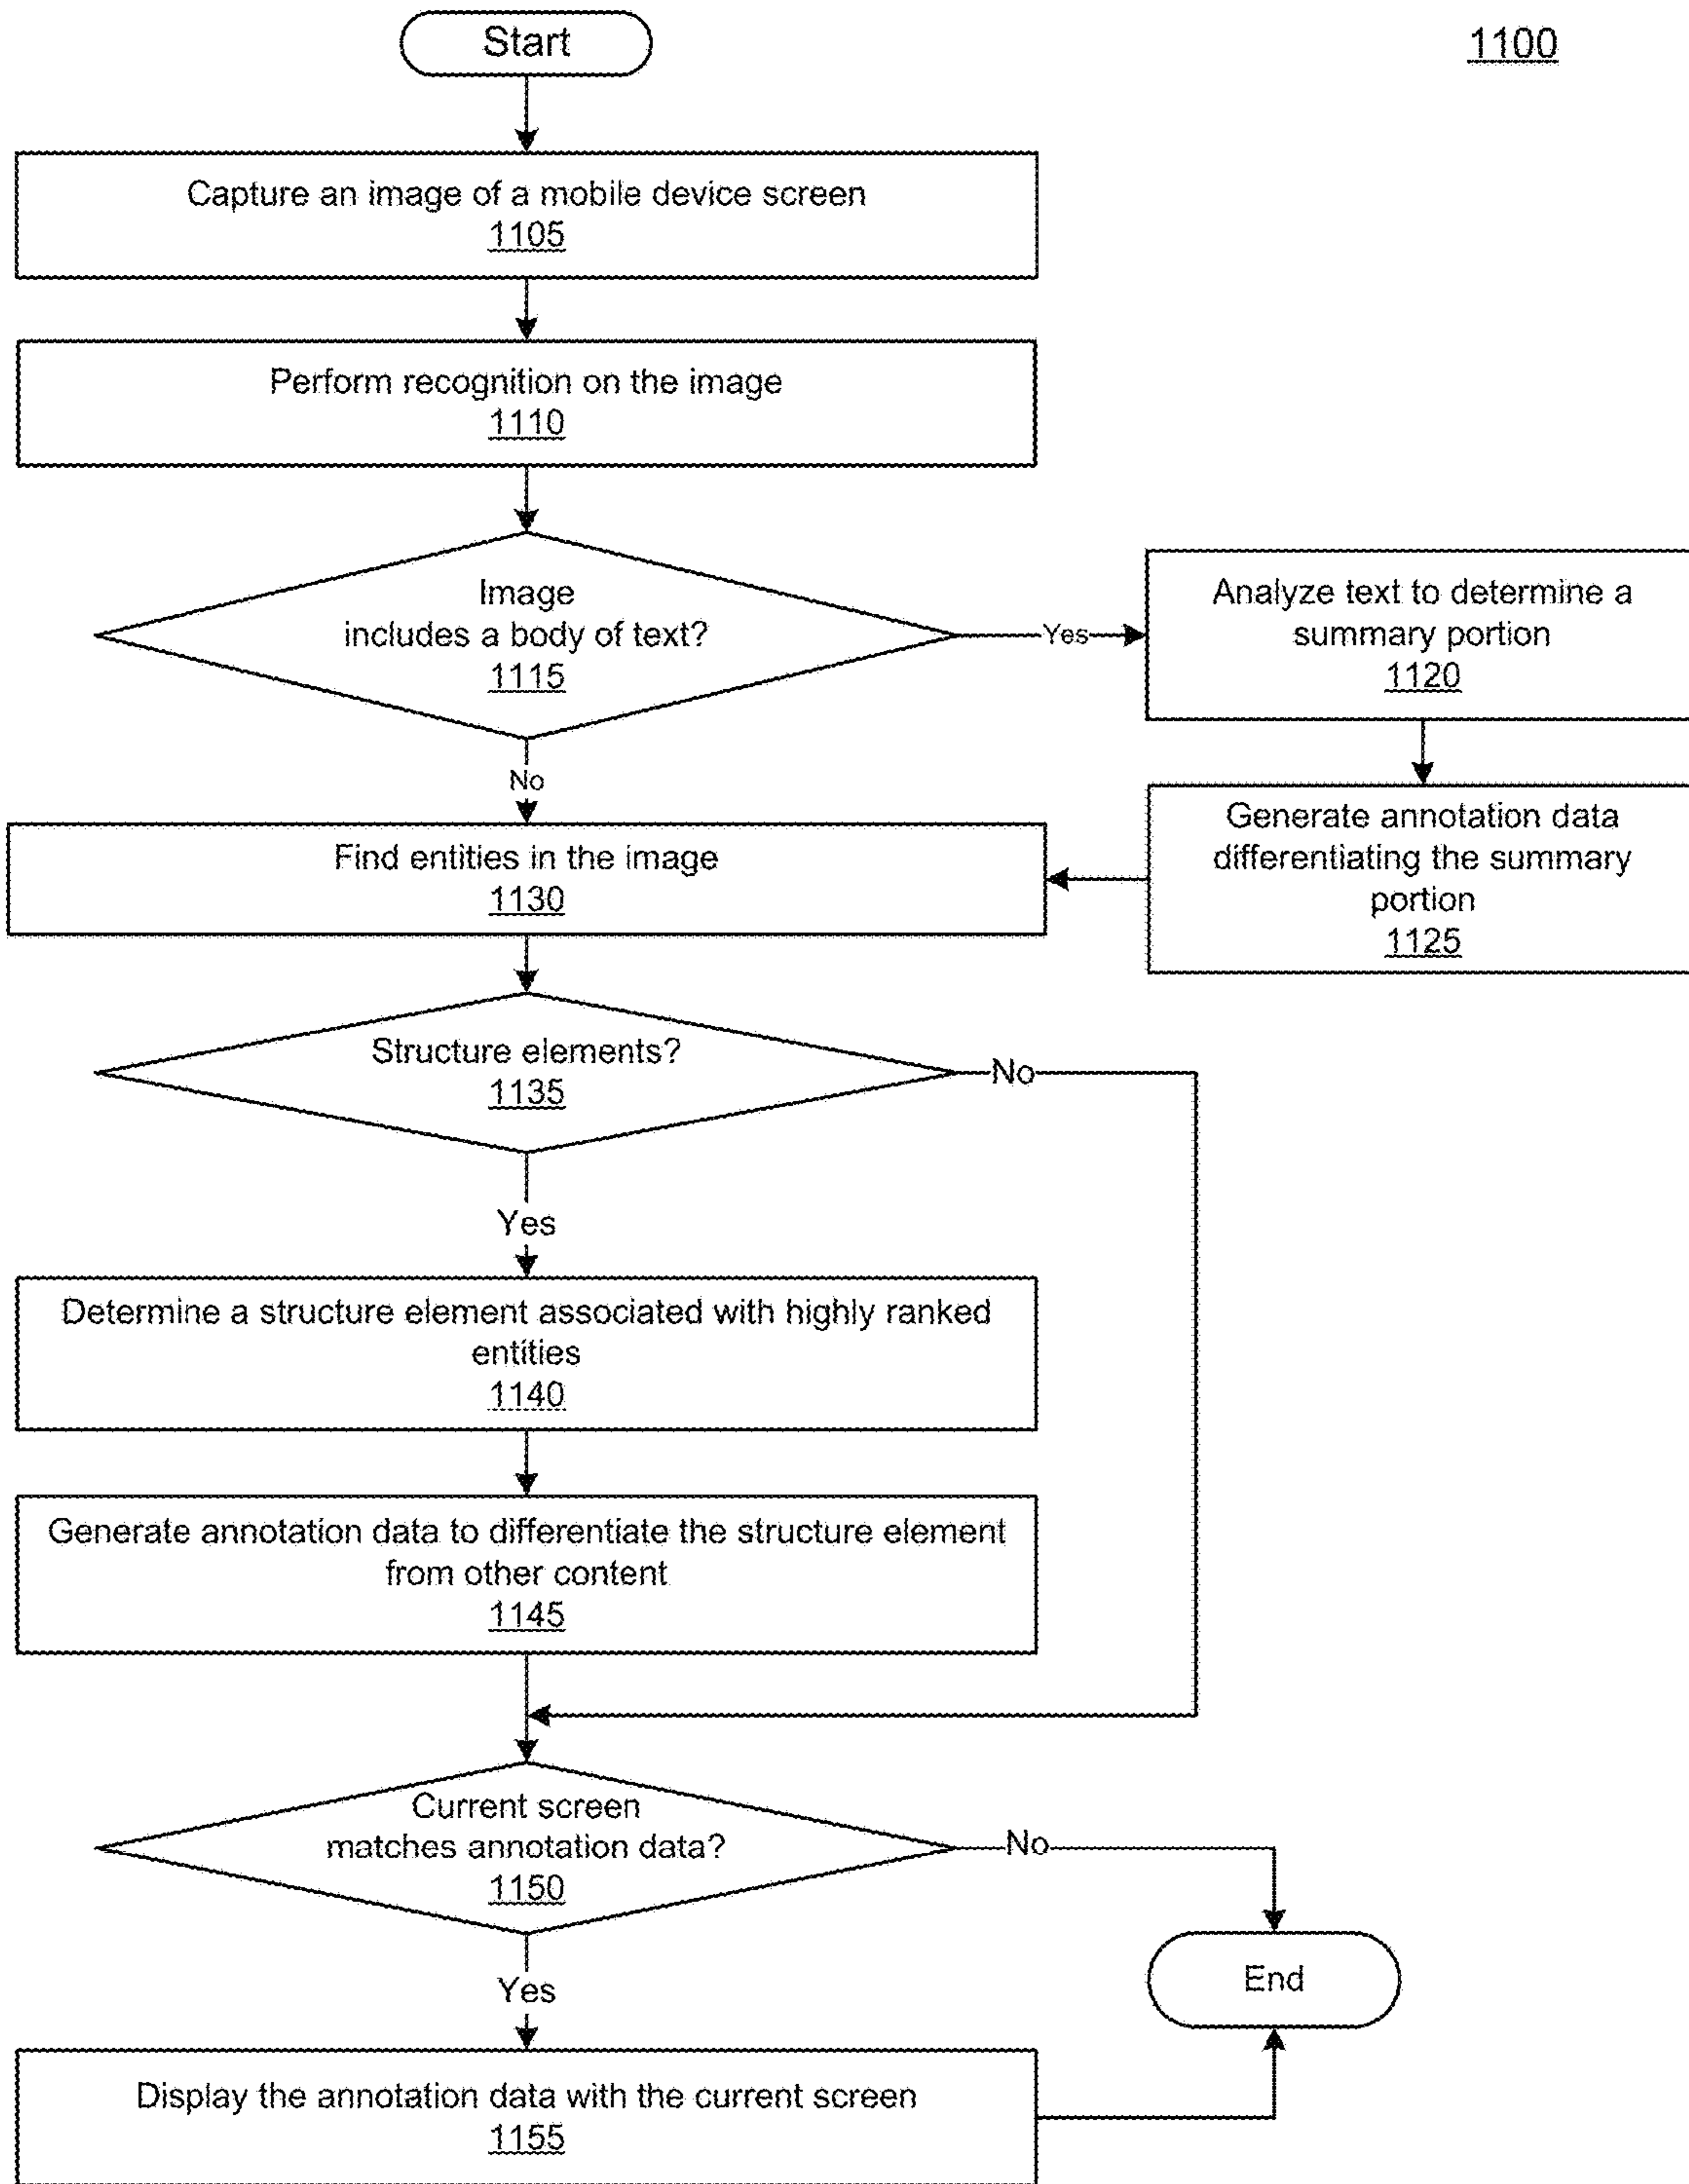 Start
1100
Capture an image of a mobile device screen
1105
Perform recognition on the image
1110
Image
includes a body of text?
1115
Yes
Analyze text to determine a
summary portion
1120
No
Generate annotation data
differentiating the summary
portion
1125
Find entities in the image
1130
Structure elements?
1135
No
Yes
Determine a structure element associated with highly ranked
entities
1140
Generate annotation data to differentiate the structure element
from other content
1145
Current screen
matches annotation data?
1150
No
Yes
End
Display the annotation data with the current screen
1155